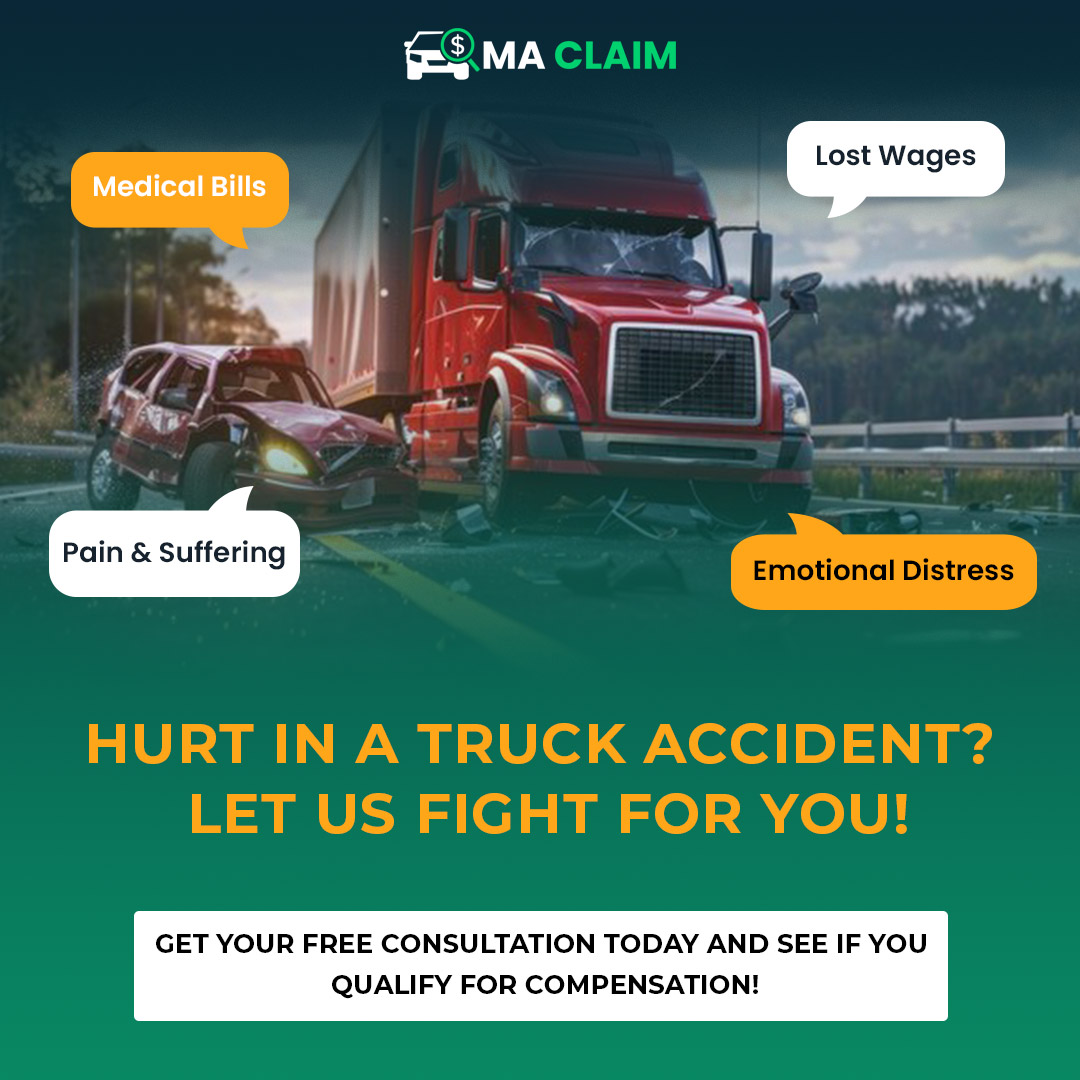 $
MA CLAIM
Lost Wages
Medical Bills
Pain & Suffering
Emotional Distress
HURT IN A TRUCK ACCIDENT?
LET US FIGHT FOR YOU!
GET YOUR FREE CONSULTATION TODAY AND SEE IF YOU
QUALIFY FOR COMPENSATION!